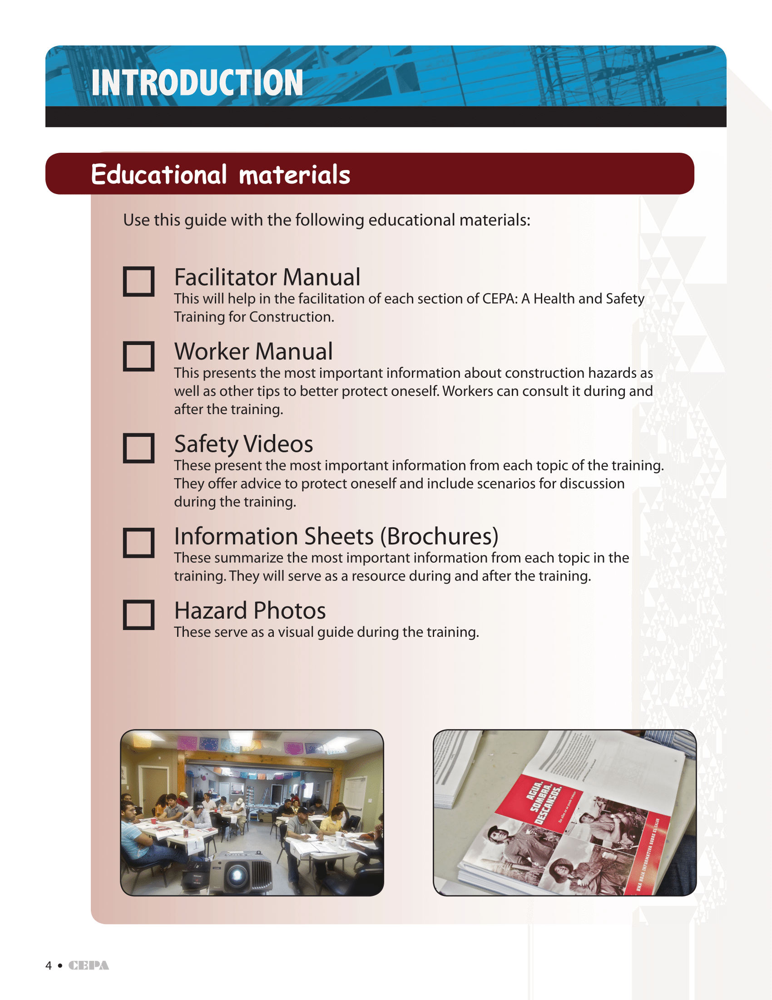 INTRODUCTION
Educational materials
Use this guide with the following educational materials:
Facilitator Manual
This will help in the facilitation of each section of CEPA: A Health and Safety
Training for Construction.
Worker Manual
This presents the most important information about construction hazards as
well as other tips to better protect oneself. Workers can consult it during and
after the training.
Safety Videos
These present the most important information from each topic of the training.
They offer advice to protect oneself and include scenarios for discussion
during the training.
Information Sheets (Brochures)
These summarize the most important information from each topic in the
training. They will serve as a resource during and after the training.
Hazard Photos
These serve as a visual guide during the training.
1
AGUA.
SOMBRA.
DESCANSOS.
Sin ellos no se puede trabajar
UNA HOJA INFORMATIVA SOBRE EL CALOR
4 • CEPA